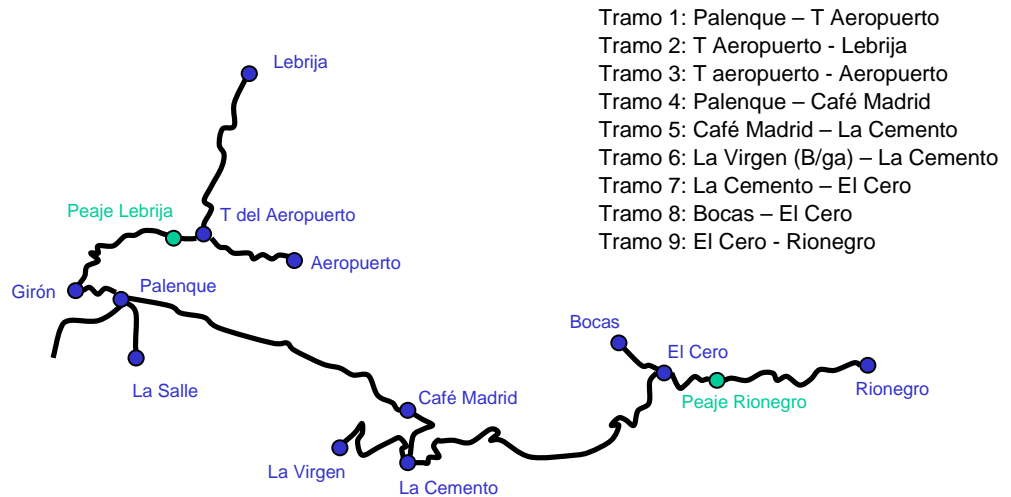 Tramo 1: Palenque – T Aeropuerto
Tramo 2: T Aeropuerto - Lebrija
Tramo 3: T aeropuerto - Aeropuerto
Tramo 4: Palenque – Café Madrid
Tramo 5: Café Madrid – La Cemento
Tramo 6: La Virgen (B/ga) – La Cemento
Tramo 7: La Cemento – El Cero
Tramo 8: Bocas – El Cero
Tramo 9: El Cero - Rionegro
Lebrija
Peaje Lebrija
T del Aeropuerto
Aeropuerto
Girón
Palenque
La Salle
Bocas
El Cero
Peaje Rionegro
Rionegro
Café Madrid
La Virgen
La Cemento